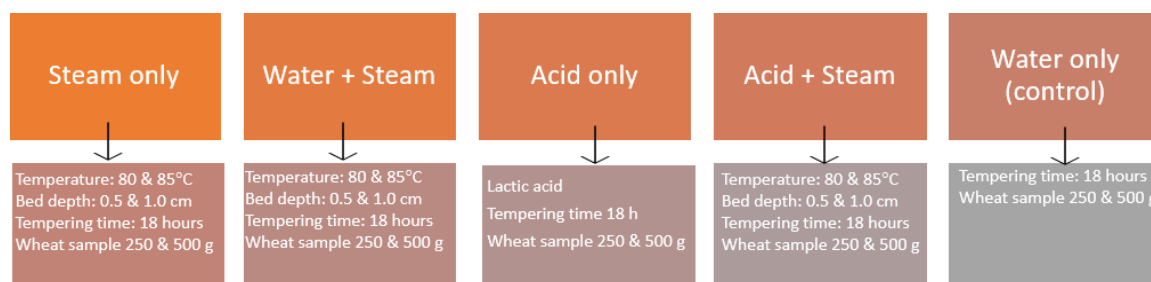 Steam only
Temperature: 80 & 85°C
Bed depth: 0.5 & 1.0 cm
Tempering time: 18 hours
Wheat sample 250 & 500 g
Water + Steam
Temperature: 80 & 85°C
Bed depth: 0.5 & 1.0 cm
Tempering time: 18 hours
Wheat sample 250 & 500 g
Acid only
Lactic acid
Tempering time 18 h
Wheat sample 250 & 500 g
Acid + Steam
Temperature: 80 & 85°C
Bed depth: 0.5 & 1.0 cm
Tempering time: 18 hours
Wheat sample 250 & 500 g
Water only
(control)
Tempering time: 18 hours
Wheat sample 250 & 500 g